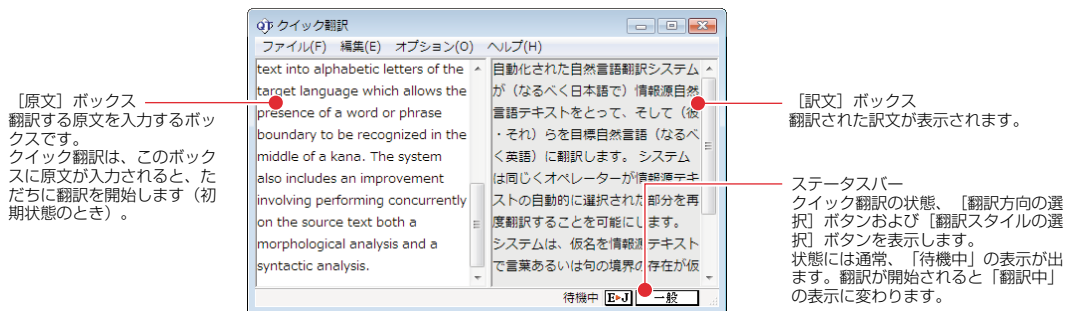 クイック翻訳
ファイル(F) 編集(E) オプション(O) ヘルプ(H)
text into alphabetic letters of the
target language which allows the
presence of a word or phrase
boundary to be recognized in the
middle of a kana. The system
also includes an improvement
involving performing concurrently
on the source text both a
morphological analysis and a
syntactic analysis.
自動化された自然言語翻訳システム
が（なるべく日本語で）情報源自然
言語テキストをとって、そして（彼
・それ）らを目標自然言語（なるべ
く英語）に翻訳します。 システム
は同じくオペレーターが情報源テキ
ストの自動的に選択された部分を再
度翻訳することを可能にします。
システムは、仮名を情報源テキスト
で言葉あるいは句の境界の存在が仮
待機中 E▸J 一般
［原文］ボックス
翻訳する原文を入力するボッ
クスです。
クイック翻訳は、このボック
スに原文が入力されると、た
だちに翻訳を開始します（初
期状態のとき）。
［訳文］ボックス
翻訳された訳文が表示されます。
ステータスバー
クイック翻訳の状態、［翻訳方向の選
択］ボタンおよび［翻訳スタイルの選
択］ボタンを表示します。
状態には通常、「待機中」の表示が出
ます。翻訳が開始されると「翻訳中」
の表示に変わります。